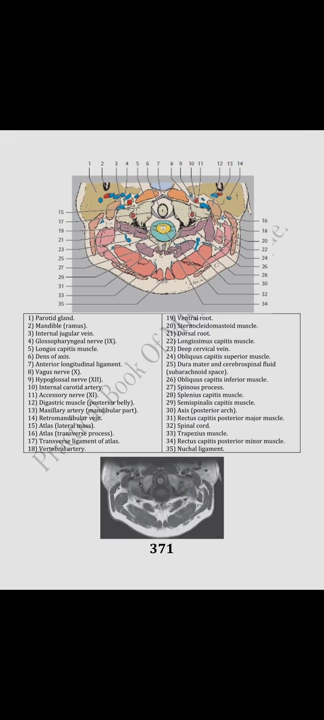 1 2 3 4 5 6 7 8 9 10 11 12 13 14
15
17
19
21
23
25
27
29
31
33
35
16
18
20
22
24
26
28
30
32
34
1) Parotid gland.
2) Mandible (ramus).
3) Internal jugular vein.
4) Glossopharyngeal nerve (IX).
5) Longus capitis muscle.
6) Dens of axis.
7) Anterior longitudinal ligament.
8) Vagus nerve (X).
9) Hypoglossal nerve (XII).
10) Internal carotid artery.
11) Accessory nerve (XI).
12) Digastric muscle (posterior belly).
13) Maxillary artery (mandibular part).
14) Retromandibular vein.
15) Atlas (lateral mass).
16) Atlas (transverse process).
17) Transverse ligament of atlas.
18) Vertebral artery.
19) Ventral root.
20) Sternocleidomastoid muscle.
21) Dorsal root.
22) Longissimus capitis muscle.
23) Deep cervical vein.
24) Obliquus capitis superior muscle.
25) Dura mater and cerebrospinal fluid
(subarachnoid space).
26) Obliquus capitis inferior muscle.
27) Spinous process.
28) Splenius capitis muscle.
29) Semispinalis capitis muscle.
30) Axis (posterior arch).
31) Rectus capitis posterior major muscle.
32) Spinal cord.
33) Trapezius muscle.
34) Rectus capitis posterior minor muscle.
35) Nuchal ligament.
371